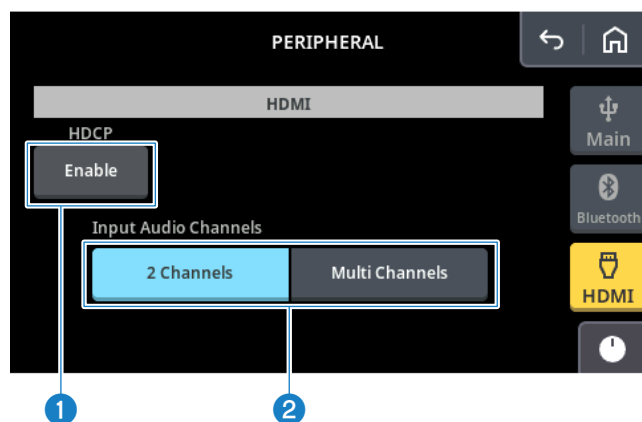 PERIPHERAL
HDMI
HDCP
Enable
Input Audio Channels
2 Channels
Multi Channels
Main
Bluetooth
HDMI
1
2